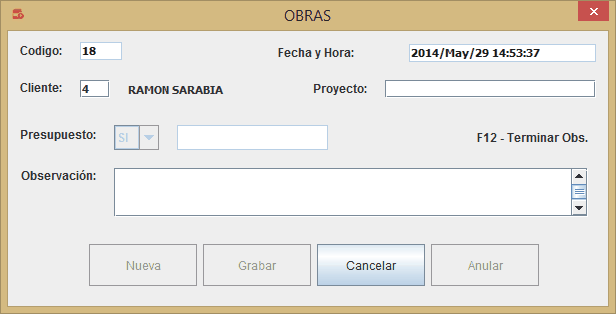 OBRAS
Codigo: 18 Fecha y Hora: 2014/May/29 14:53:37
Cliente: 4 RAMON SARABIA Proyecto:
Presupuesto: SI F12 - Terminar Obs.
Observación:
Nueva Grabar Cancelar Anular